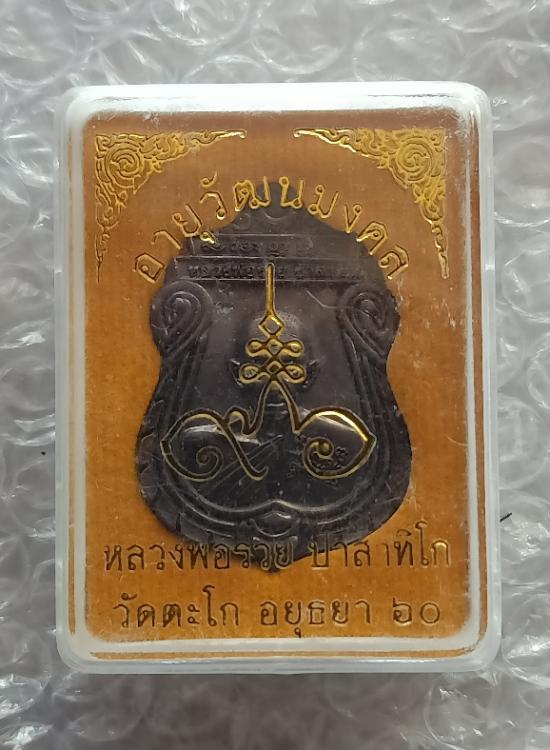 อายุวัฒนมงคล
หลวงพ่อรวย ปาสาทิโก
วัดตะโก อยุธยา ๖๐